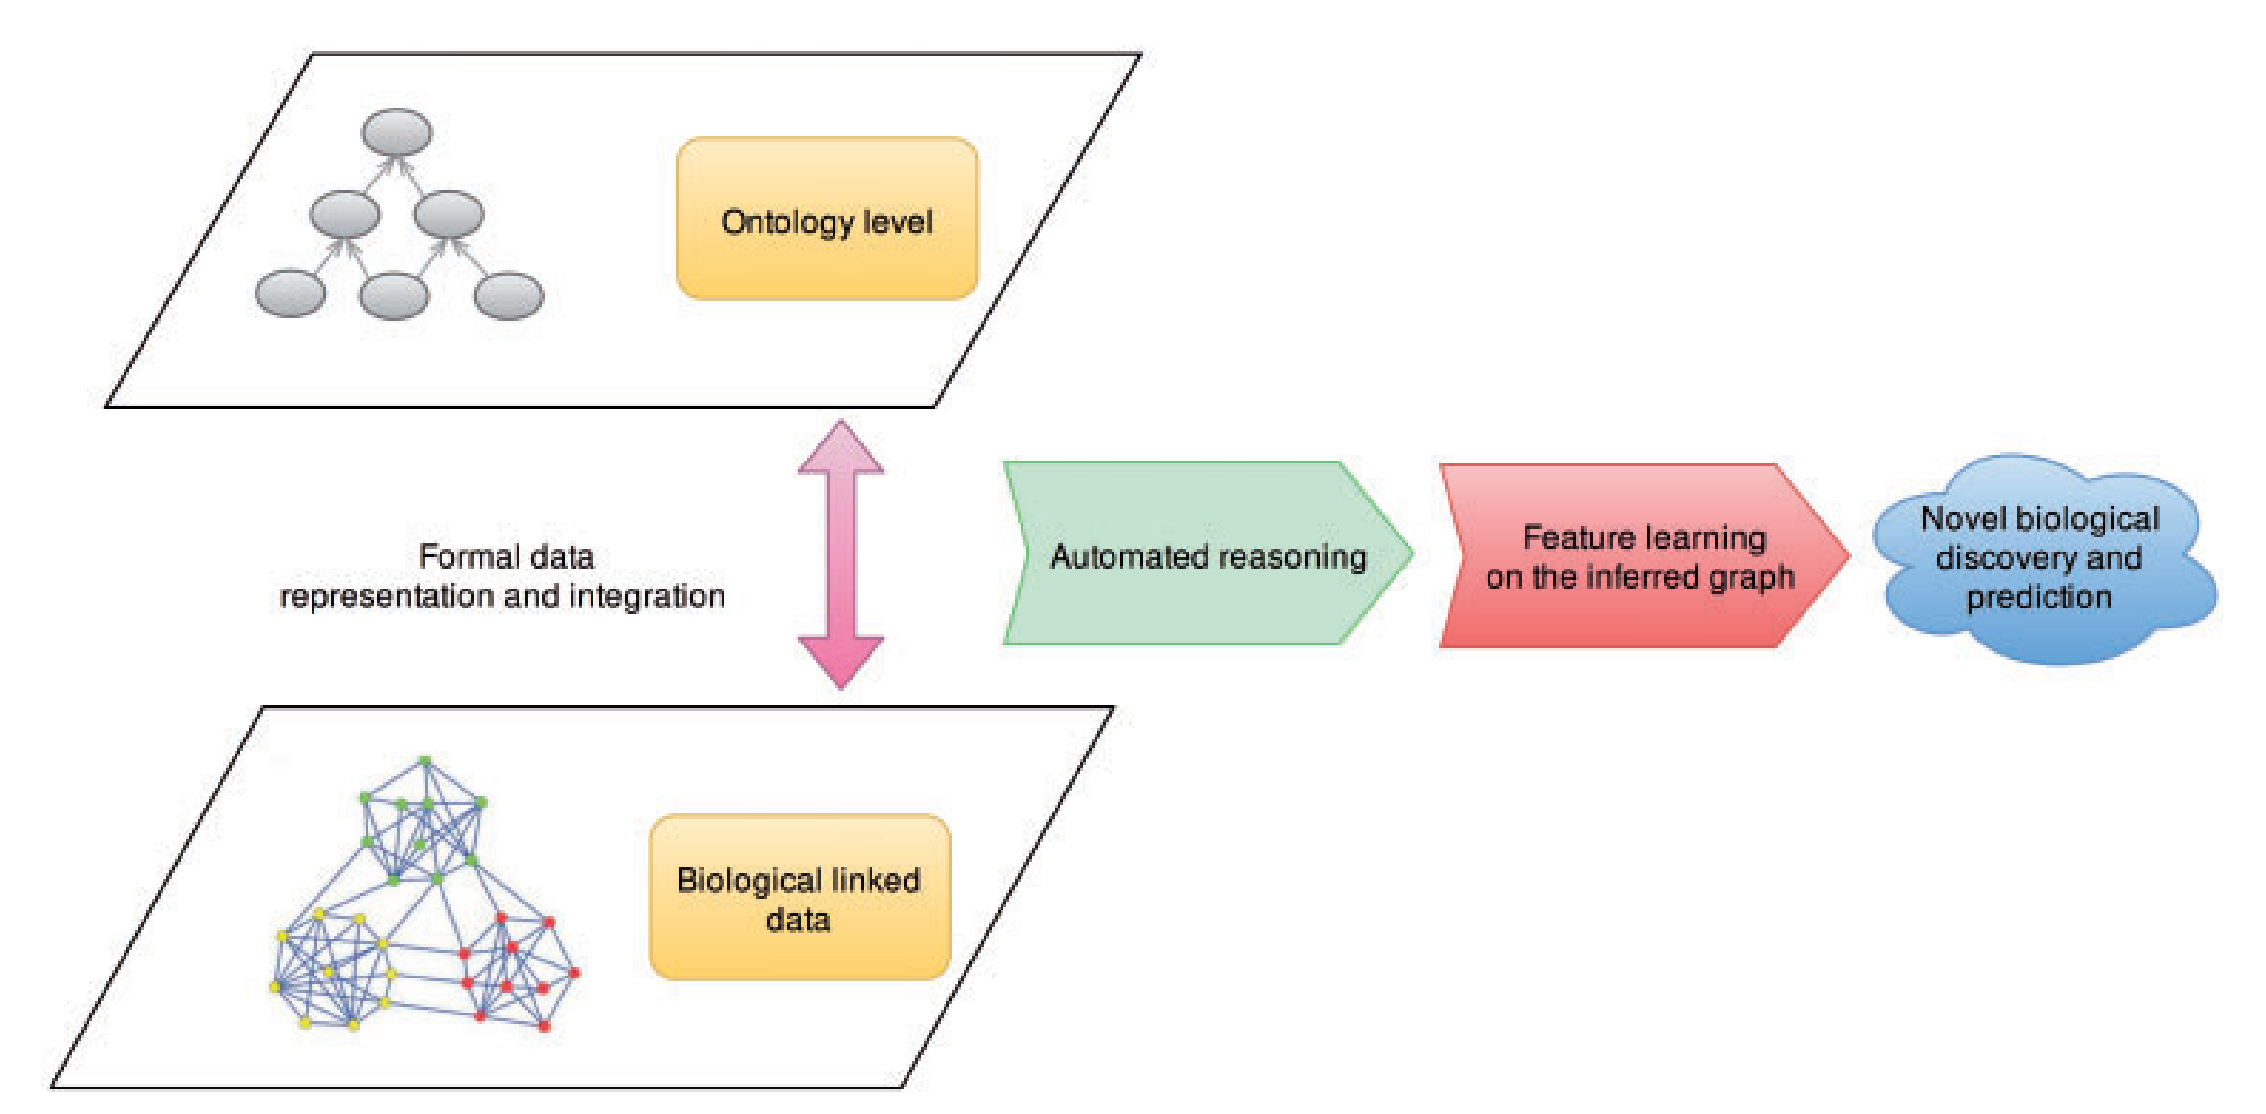 Ontology level
Formal data
representation and integration
Automated reasoning
Feature learning
on the inferred graph
Novel biological
discovery and
prediction
Biological linked
data